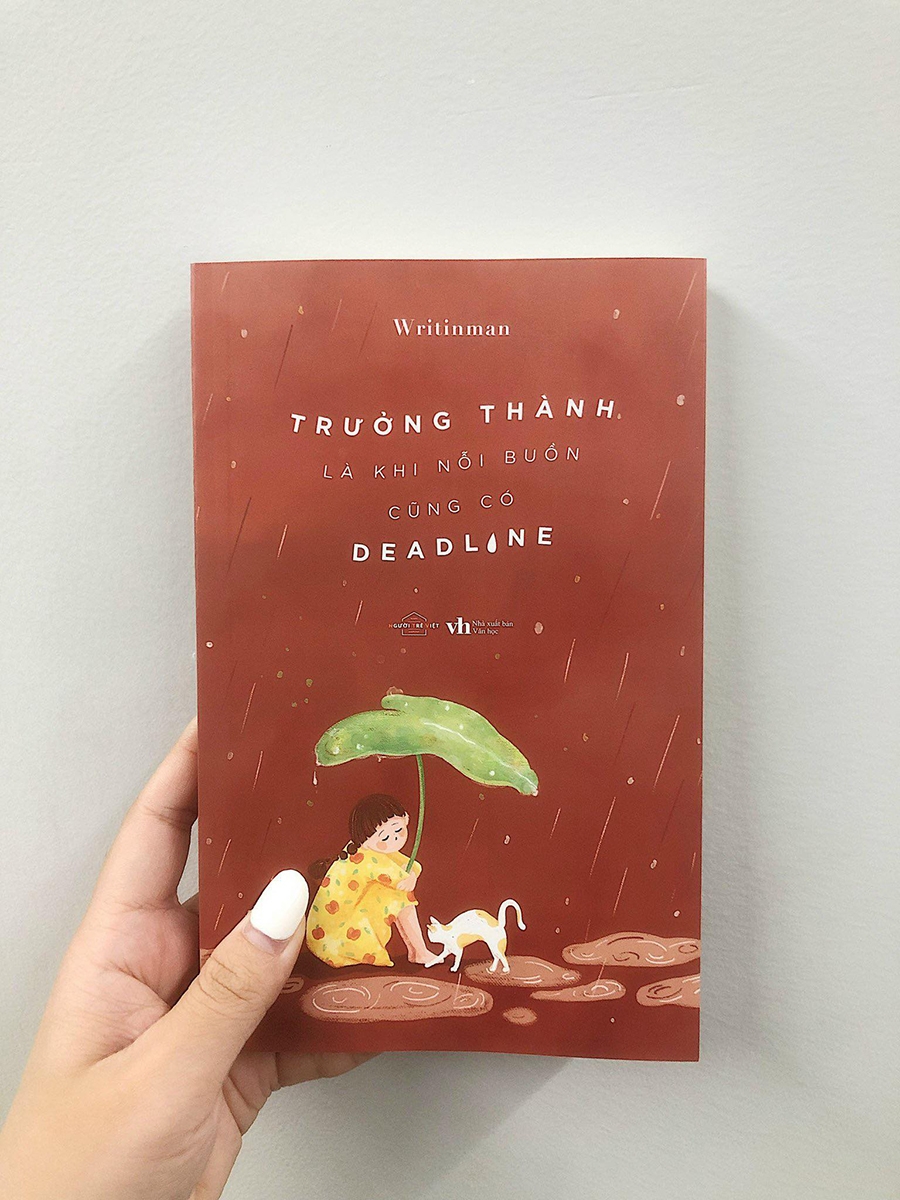 Writinman
TRƯỞNG THÀNH
LÀ KHI NỖI BUỒN
CŨNG CÓ
DEADLINE
NGƯỜI TRẺ VIỆT
vh Nhà xuất bản
Văn học